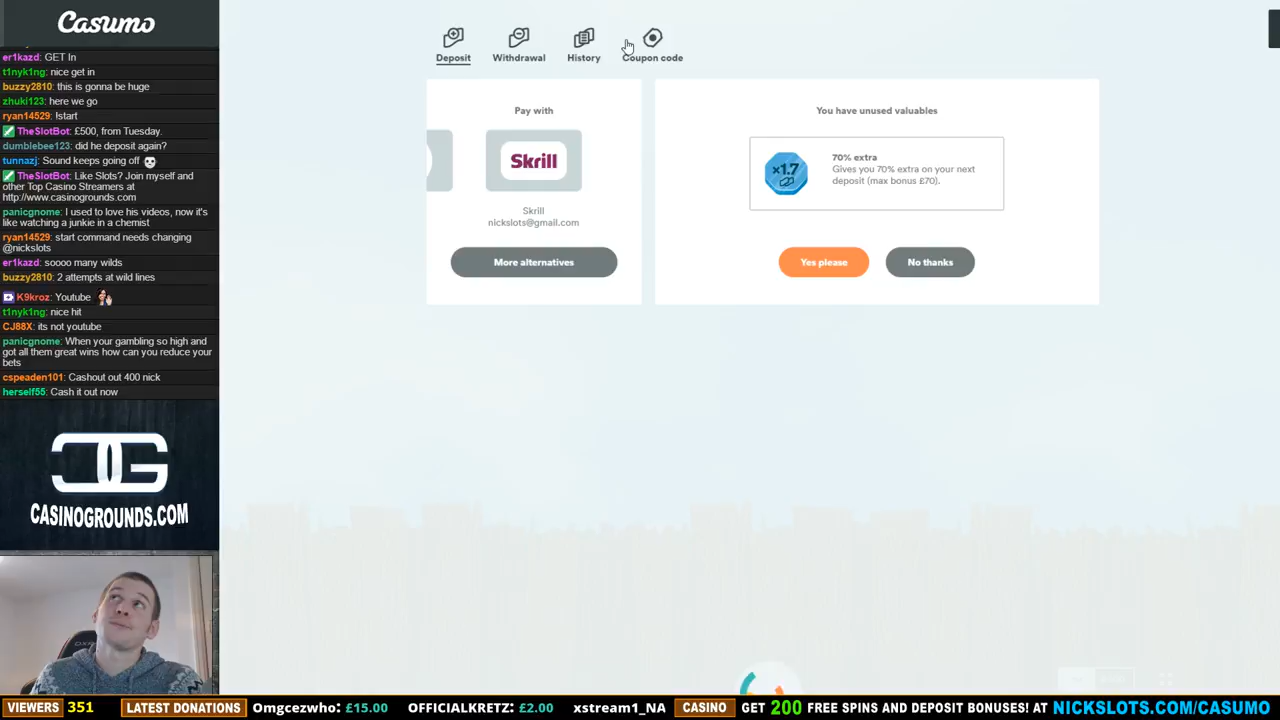 Casumo
er1kazd: GET In
t1nyk1ng: nice get in
buzzy2810: this is gonna be huge
zhuki123: here we go
ryan14529: !start
TheSlotBot: £500, from Tuesday.
dumblebee123: did he deposit again?
tunnazj: Sound keeps going off
TheSlotBot: Like Slots? Join myself and
other Top Casino Streamers at
http://www.casinogrounds.com
panicgnome: I used to love his videos, now it's
like watching a junkie in a chemist
ryan14529: start command needs changing
@nickslots
er1kazd: soooo many wilds
buzzy2810: 2 attempts at wild lines
K9kroz: Youtube
t1nyk1ng: nice hit
CJ88X: its not youtube
panicgnome: When your gambling so high and
got all them great wins how can you reduce your
bets
cspeaden101: Cashout out 400 nick
herself55: Cash it out now
CG
CASINOGROUNDS.COM
Deposit Withdrawal History Coupon code
Pay with
Skrill
Skrill
nickslots@gmail.com
More alternatives
You have unused valuables
x1.7
70% extra
Gives you 70% extra on your next
deposit (max bonus £70).
Yes please No thanks
VIEWERS 351 LATEST DONATIONS Omgcezwho: £15.00 OFFICIALKRETZ: £2.00 xstream1_NA CASINO GET 200 FREE SPINS AND DEPOSIT BONUSES! AT NICKSLOTS.COM/CASUMO